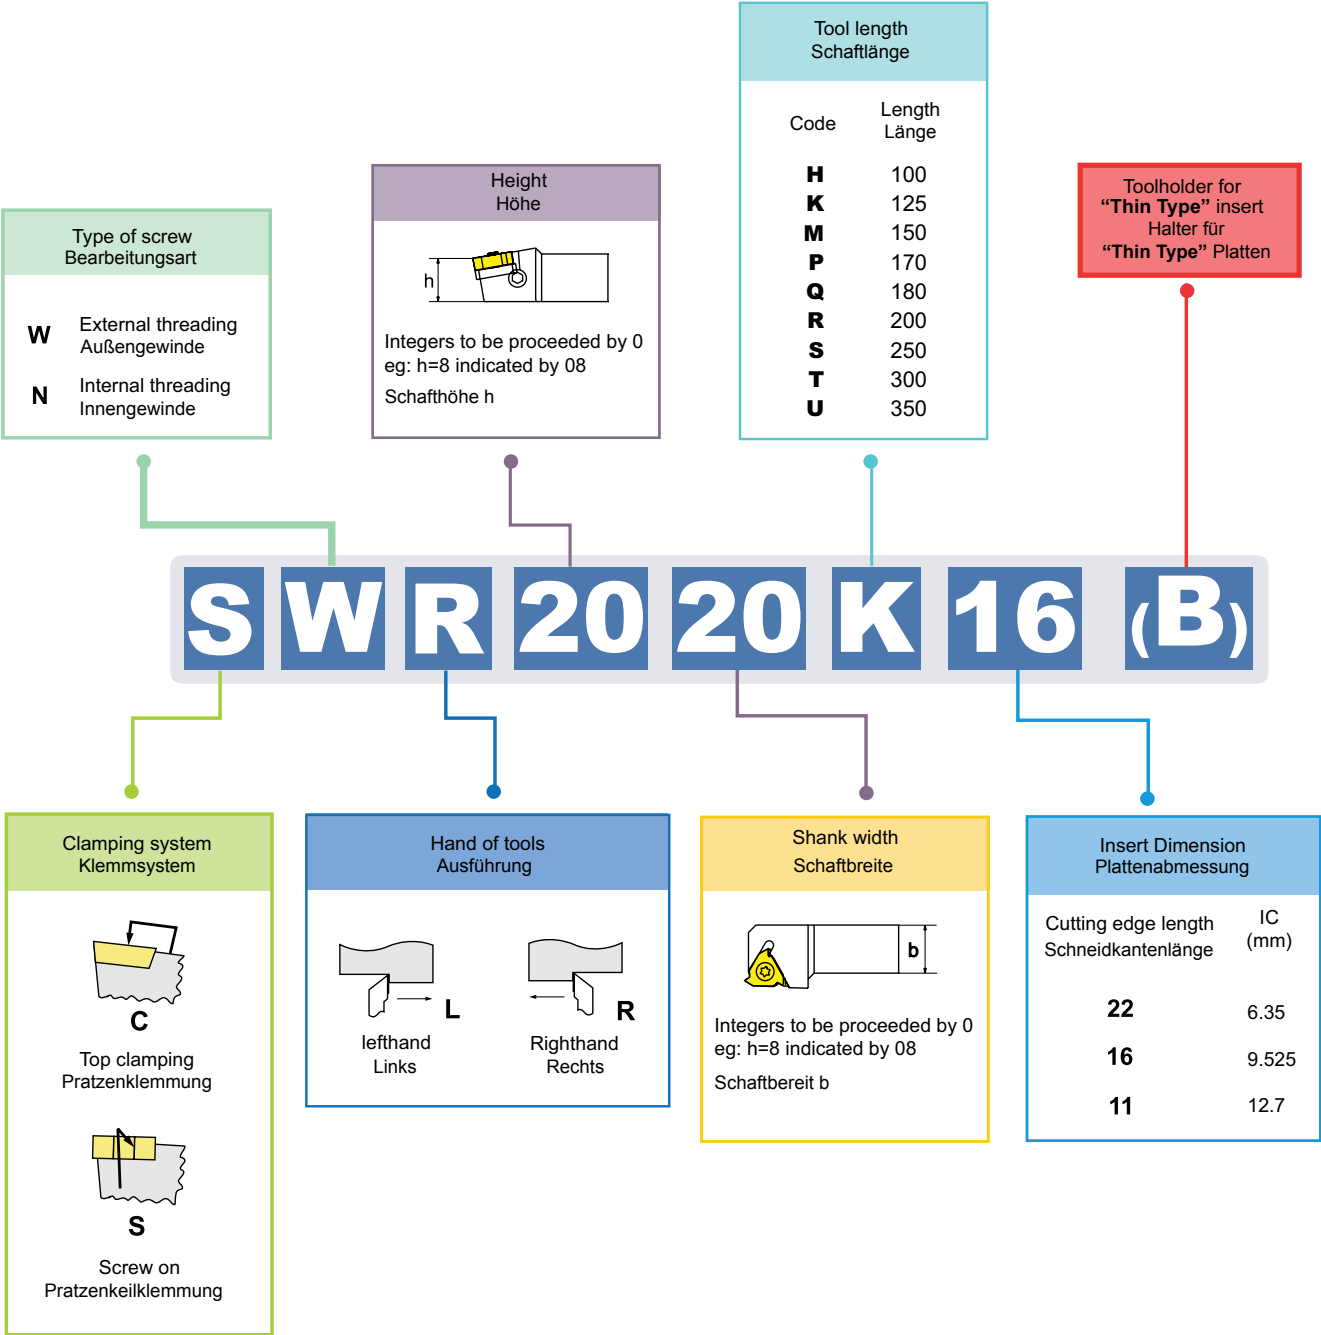 Tool length
Schaftlänge
Code
Length
Länge
H 100
K 125
M 150
P 170
Q 180
R 200
S 250
T 300
U 350
Height
Höhe
h
Integers to be proceeded by 0
eg: h=8 indicated by 08
Schafthöhe h
Toolholder for
“Thin Type” insert
Halter für
“Thin Type” Platten
Type of screw
Bearbeitungsart
W
External threading
Außengewinde
N
Internal threading
Innengewinde
S W R 20 20 K 16 (B)
Clamping system
Klemmsystem
C
Top clamping
Pratzenklemmung
S
Screw on
Pratzenkeilklemmung
Hand of tools
Ausführung
L
lefthand
Links
R
Righthand
Rechts
Shank width
Schaftbreite
b
Integers to be proceeded by 0
eg: h=8 indicated by 08
Schaftbereit b
Insert Dimension
Plattenabmessung
Cutting edge length
Schneidkantenlänge
IC
(mm)
22 6.35
16 9.525
11 12.7